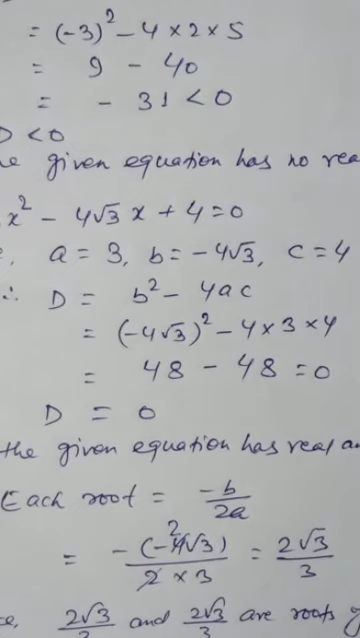 = (-3)² - 4 × 2 × 5
= 9 - 40
= - 31 < 0
D < 0
given equation has no
x² - 4√3 x + 4 = 0
a = 3, b = -4√3, c = 4
∴ D = b² - 4ac
= (-4√3)² - 4 × 3 × 4
= 48 - 48 = 0
D = 0
the given equation has real
Each root = -b/2a
= -(-4√3)/(2 × 3) = 2√3/3
2√3/3 and 2√3/3 are roots